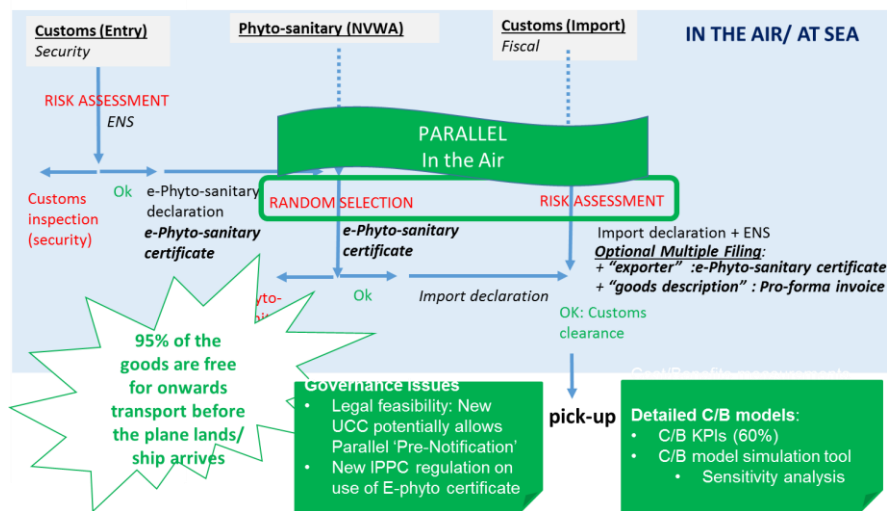 Customs (Entry)
Security
Phyto-sanitary (NVWA)
Customs (Import)
Fiscal
IN THE AIR/ AT SEA
RISK ASSESSMENT
ENS
PARALLEL
In the Air
Customs
inspection
(security)
Ok
e-Phyto-sanitary
declaration
e-Phyto-sanitary
certificate
RANDOM SELECTION
RISK ASSESSMENT
e-Phyto-sanitary
certificate
Import declaration + ENS
Optional Multiple Filing:
+ “exporter” :e-Phyto-sanitary certificate
+ “goods description” : Pro-forma invoice
Ok
Import declaration
OK: Customs
clearance
95% of the
goods are free
for onwards
transport before
the plane lands/
ship arrives
Governance issues
• Legal feasibility: New
UCC potentially allows
Parallel ‘Pre-Notification’
• New IPPC regulation on
use of E-phyto certificate
pick-up
Detailed C/B models:
• C/B KPIs (60%)
• C/B model simulation tool
• Sensitivity analysis